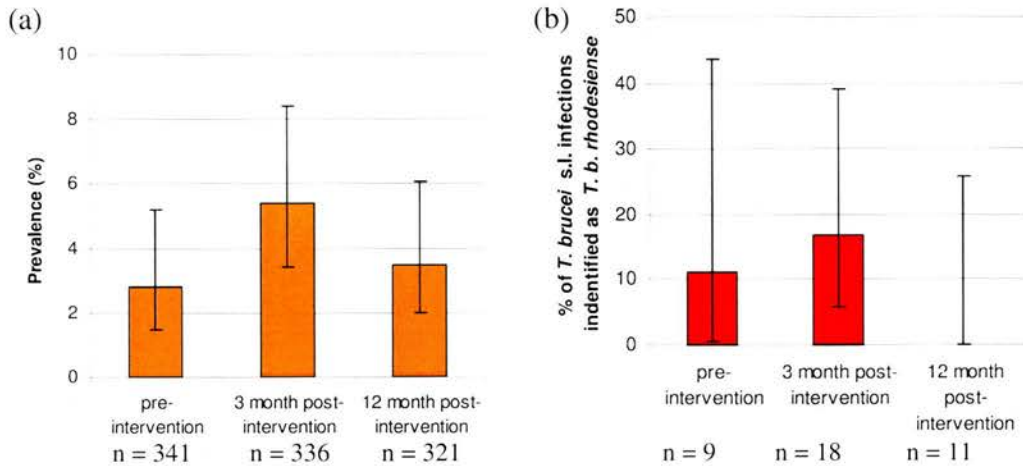 (a)
10
8
6
4
2
0
Prevalence (%)
pre-
intervention
3 month post-
intervention
12 month post-
intervention
n = 341
n = 336
n = 321
(b)
50
40
30
20
10
0
% of T. brucei s.l. infections
indentified as T. b. rhodesiense
pre-
intervention
3 month post-
intervention
12 month
post-
intervention
n = 9
n = 18
n = 11